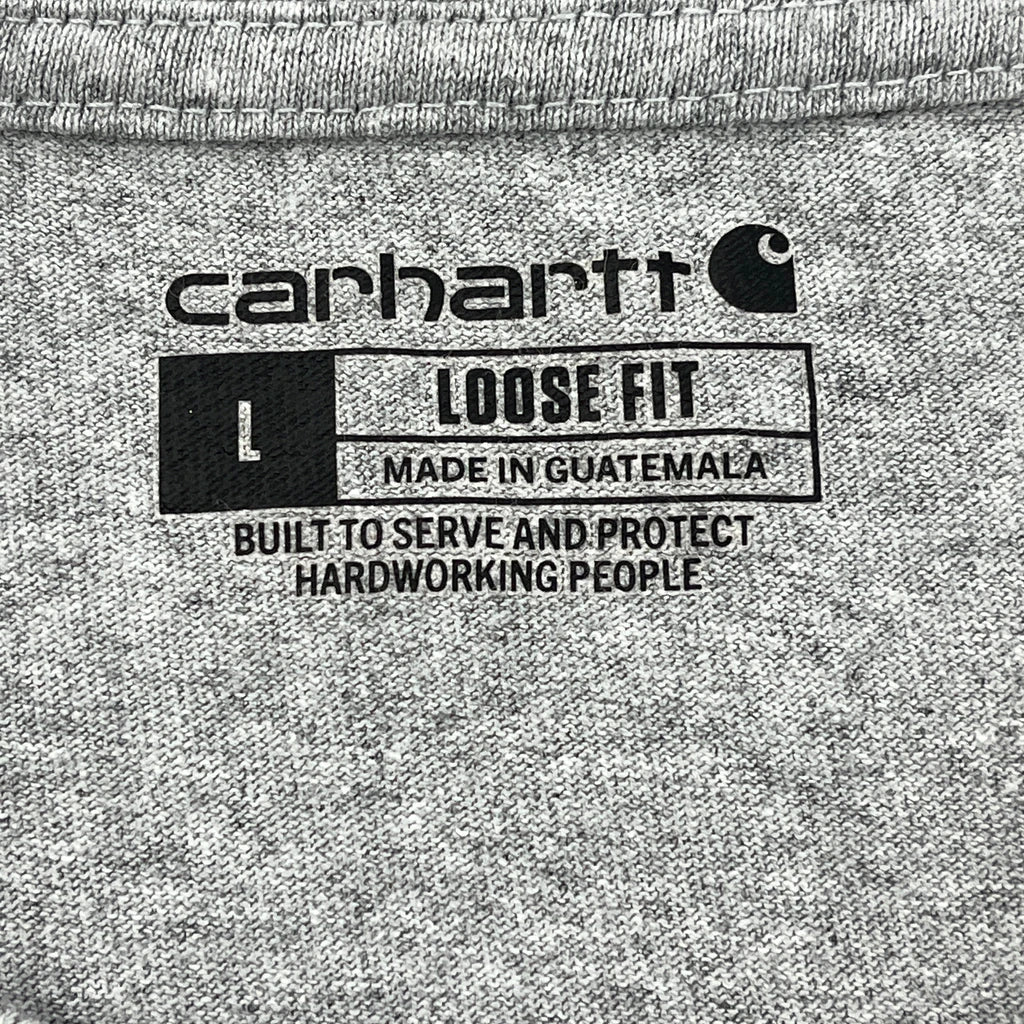 carhartt
L
LOOSE FIT
MADE IN GUATEMALA
BUILT TO SERVE AND PROTECT
HARDWORKING PEOPLE